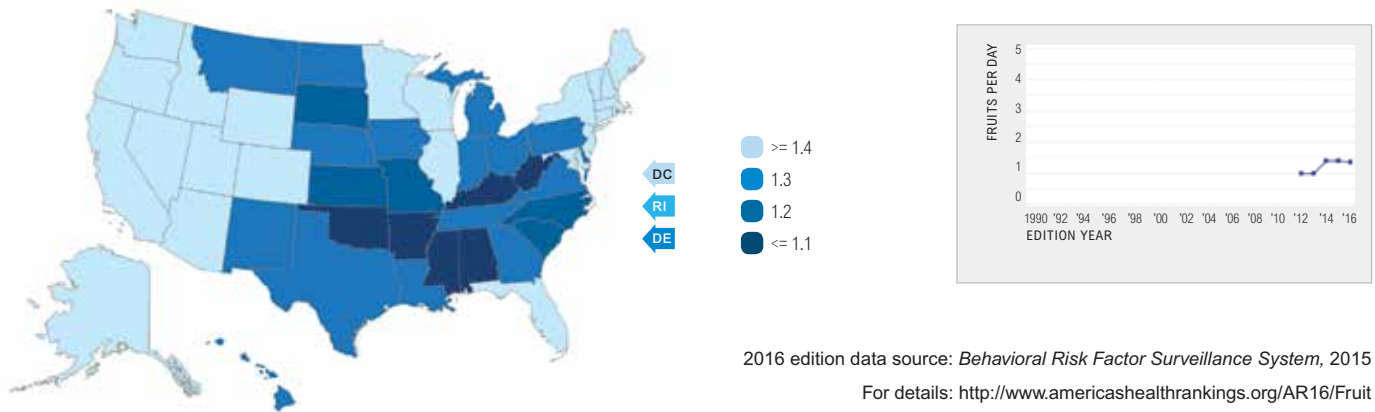 DC
RI
DE
>= 1.4
1.3
1.2
<= 1.1
FRUITS PER DAY
5
4
3
2
1
0
1990 '92 '94 '96 '98 '00 '02 '04 '06 '08 '10 '12 '14 '16
EDITION YEAR
2016 edition data source: Behavioral Risk Factor Surveillance System, 2015
For details: http://www.americashealthrankings.org/AR16/Fruit